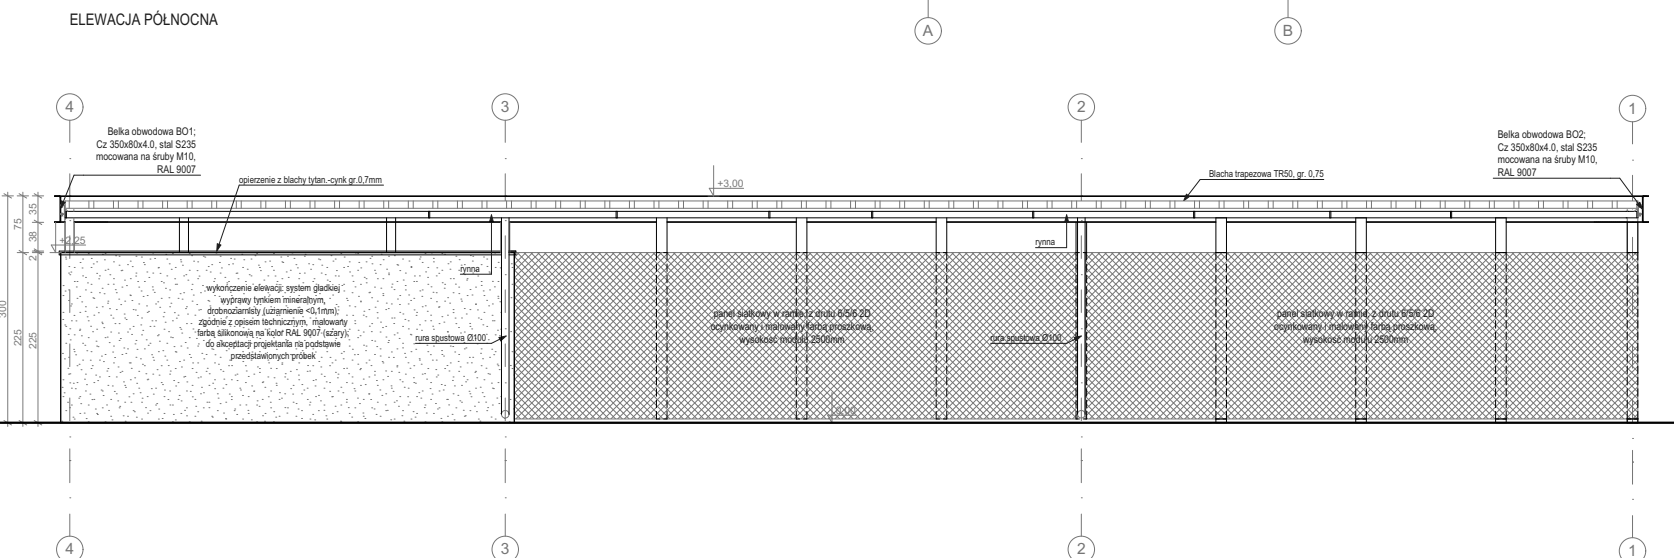 ELEWACJA PÓŁNOCNA
A
B
4
3
2
1
Belka obwodowa BO1;
Cz 350x80x4.0, stal S235
mocowana na śruby M10,
RAL 9007
opierzenie z blachy tytan.-cynk gr.0,7mm
+3,00
Blacha trapezowa TR50, gr. 0,75
Belka obwodowa BO2;
Cz 350x80x4.0, stal S235
mocowana na śruby M10,
RAL 9007
35
75
38
+2,25
2
rynna
rynna
300
225
225
wykończenie elewacji: system gładkiej
wyprawy tynkiem mineralnym,
drobnoziarnisty (uziarnienie <0,1mm);
zgodnie z opisem technicznym, malowany
farbą silikonową na kolor RAL 9007 (szary);
do akceptacji projektanta na podstawie
przedstawionych próbek
rura spustowa Ø100
panel siatkowy w ramie, z drutu 6/5/6 2D
ocynkowany i malowany farbą proszkową,
wysokość modułu 2500mm
rura spustowa Ø100
panel siatkowy w ramie, z drutu 6/5/6 2D
ocynkowany i malowany farbą proszkową,
wysokość modułu 2500mm
4
3
2
1